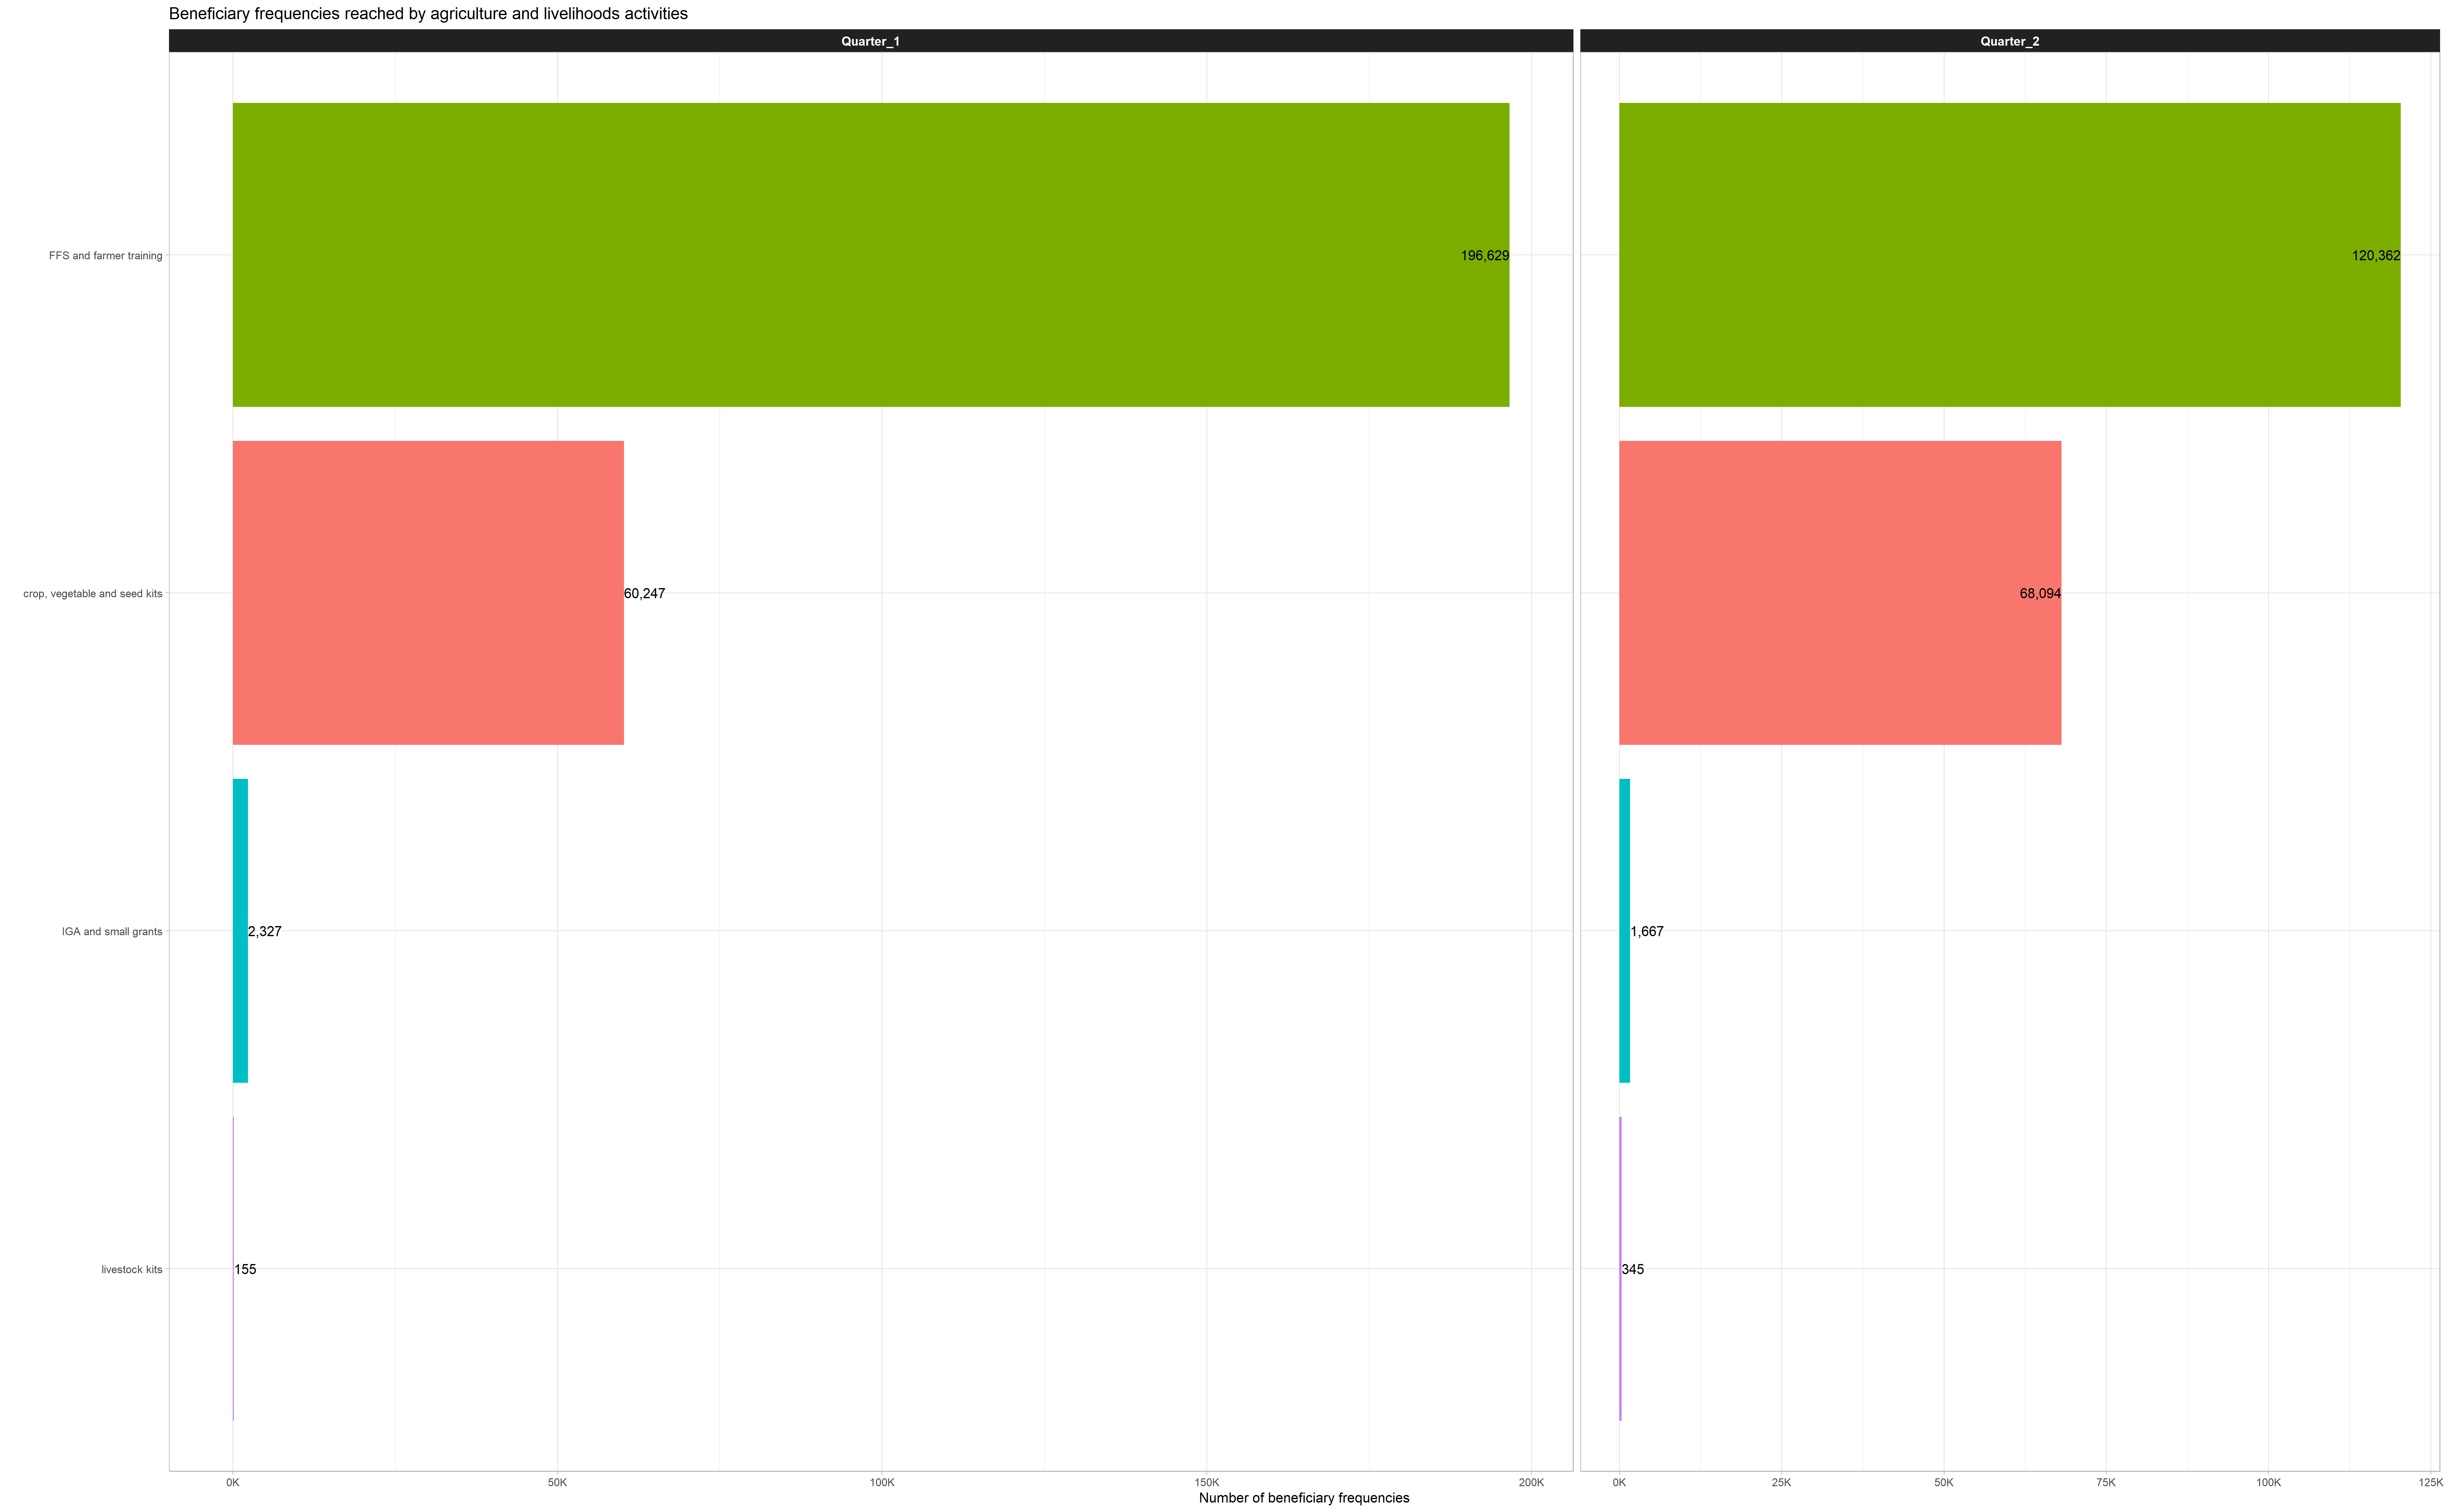 Beneficiary frequencies reached by agriculture and livelihoods activities
Quarter_1
Quarter_2
FFS and farmer training
196,629
120,362
crop, vegetable and seed kits
60,247
68,094
IGA and small grants
2,327
1,667
livestock kits
155
345
0K 50K 100K 150K 200K
0K 25K 50K 75K 100K 125K
Number of beneficiary frequencies